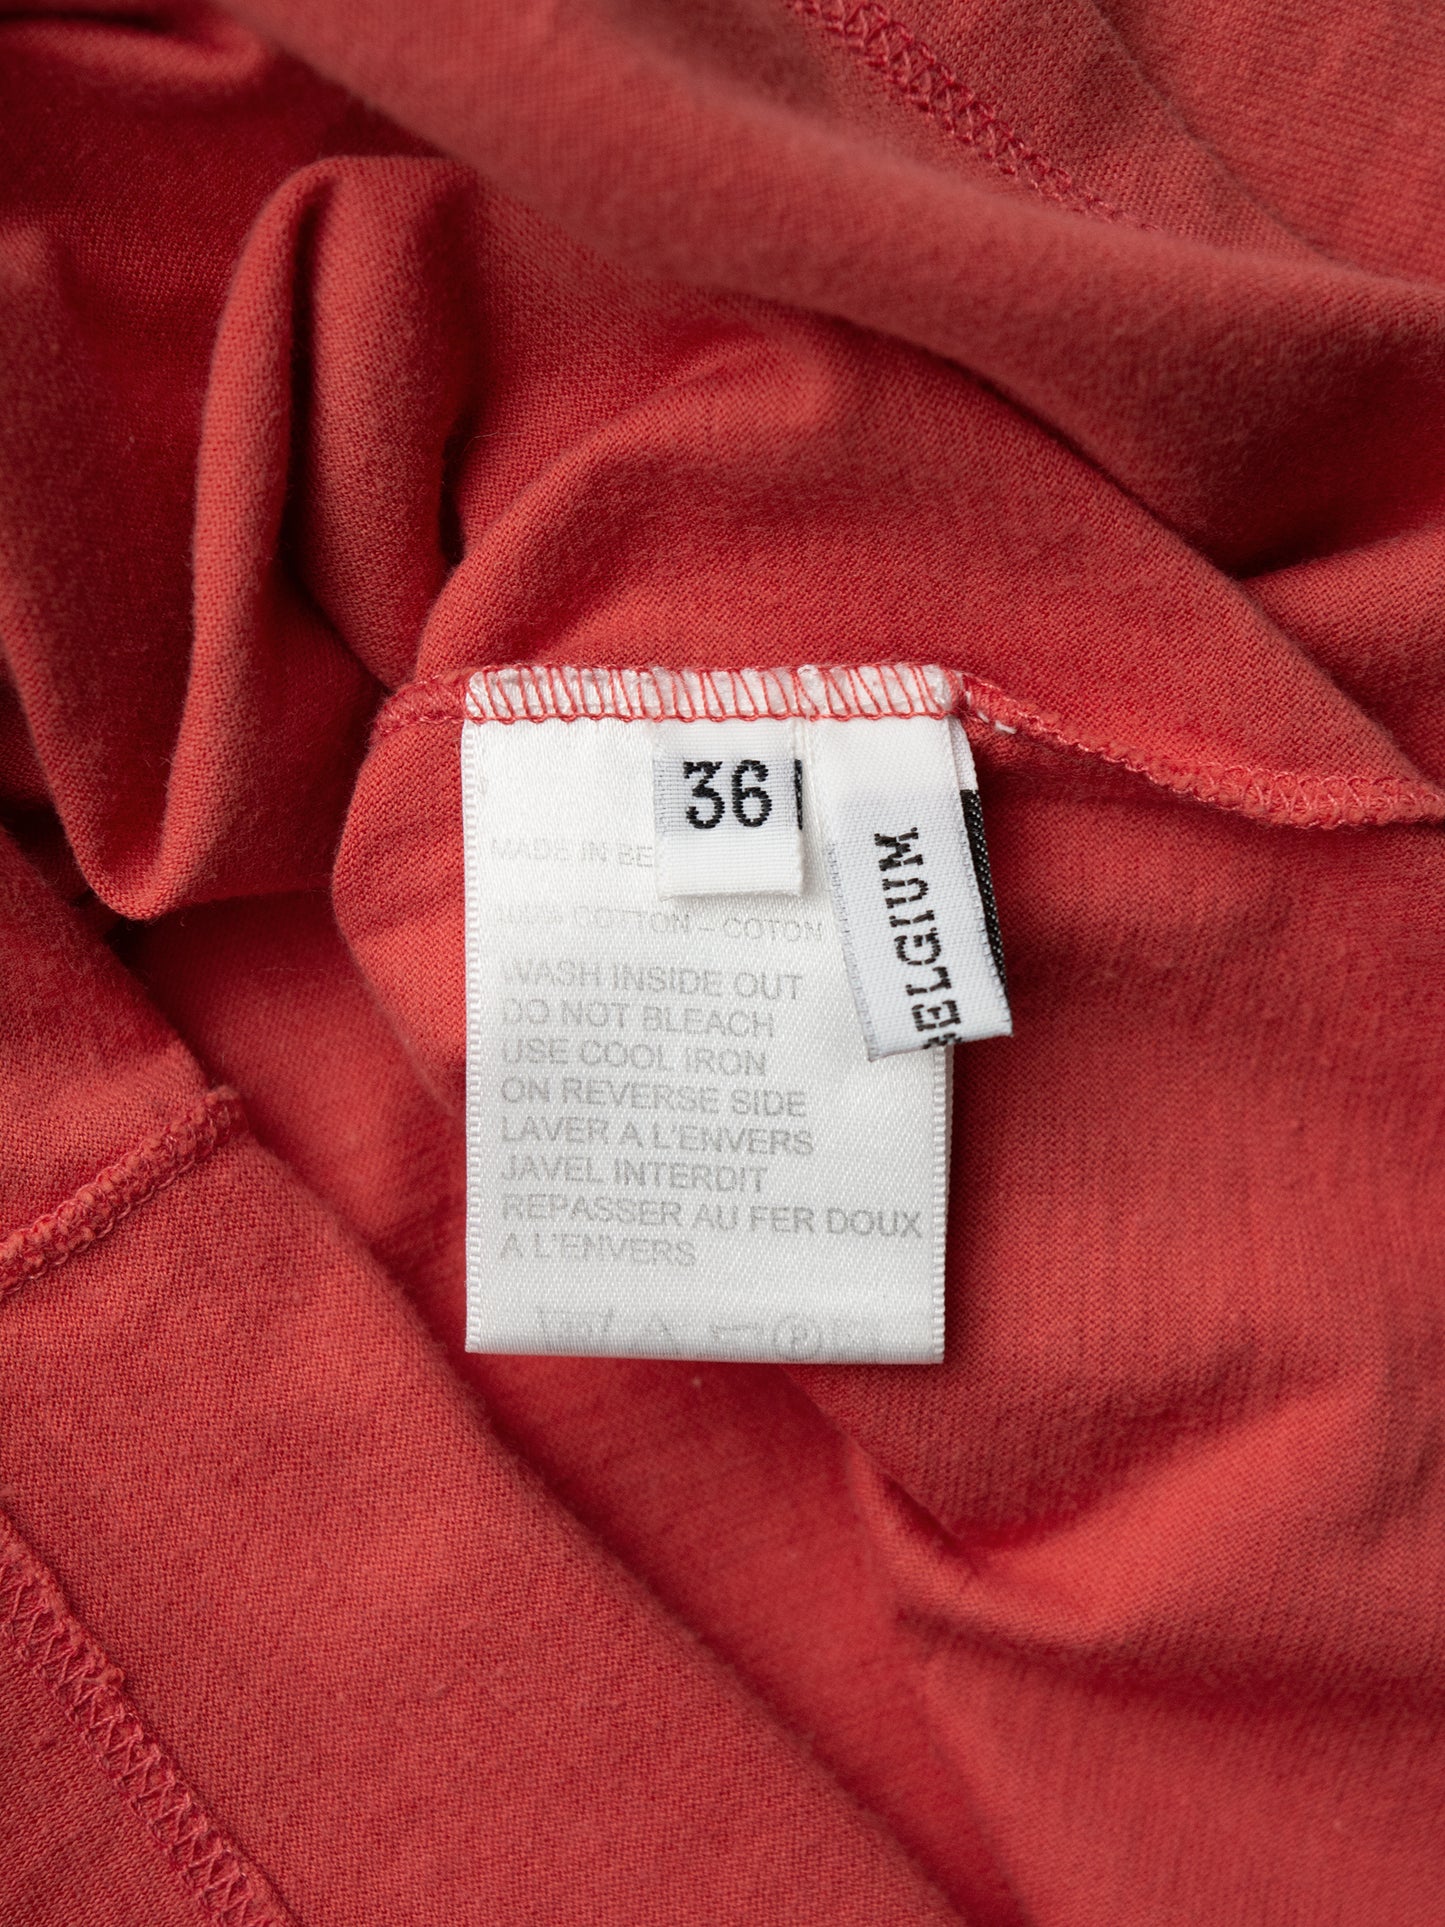 36
MADE IN BE
COTTON – COTON
WASH INSIDE OUT
DO NOT BLEACH
USE COOL IRON
ON REVERSE SIDE
LAVER A L'ENVERS
JAVEL INTERDIT
REPASSER AU FER DOUX
A L'ENVERS
BELGIUM